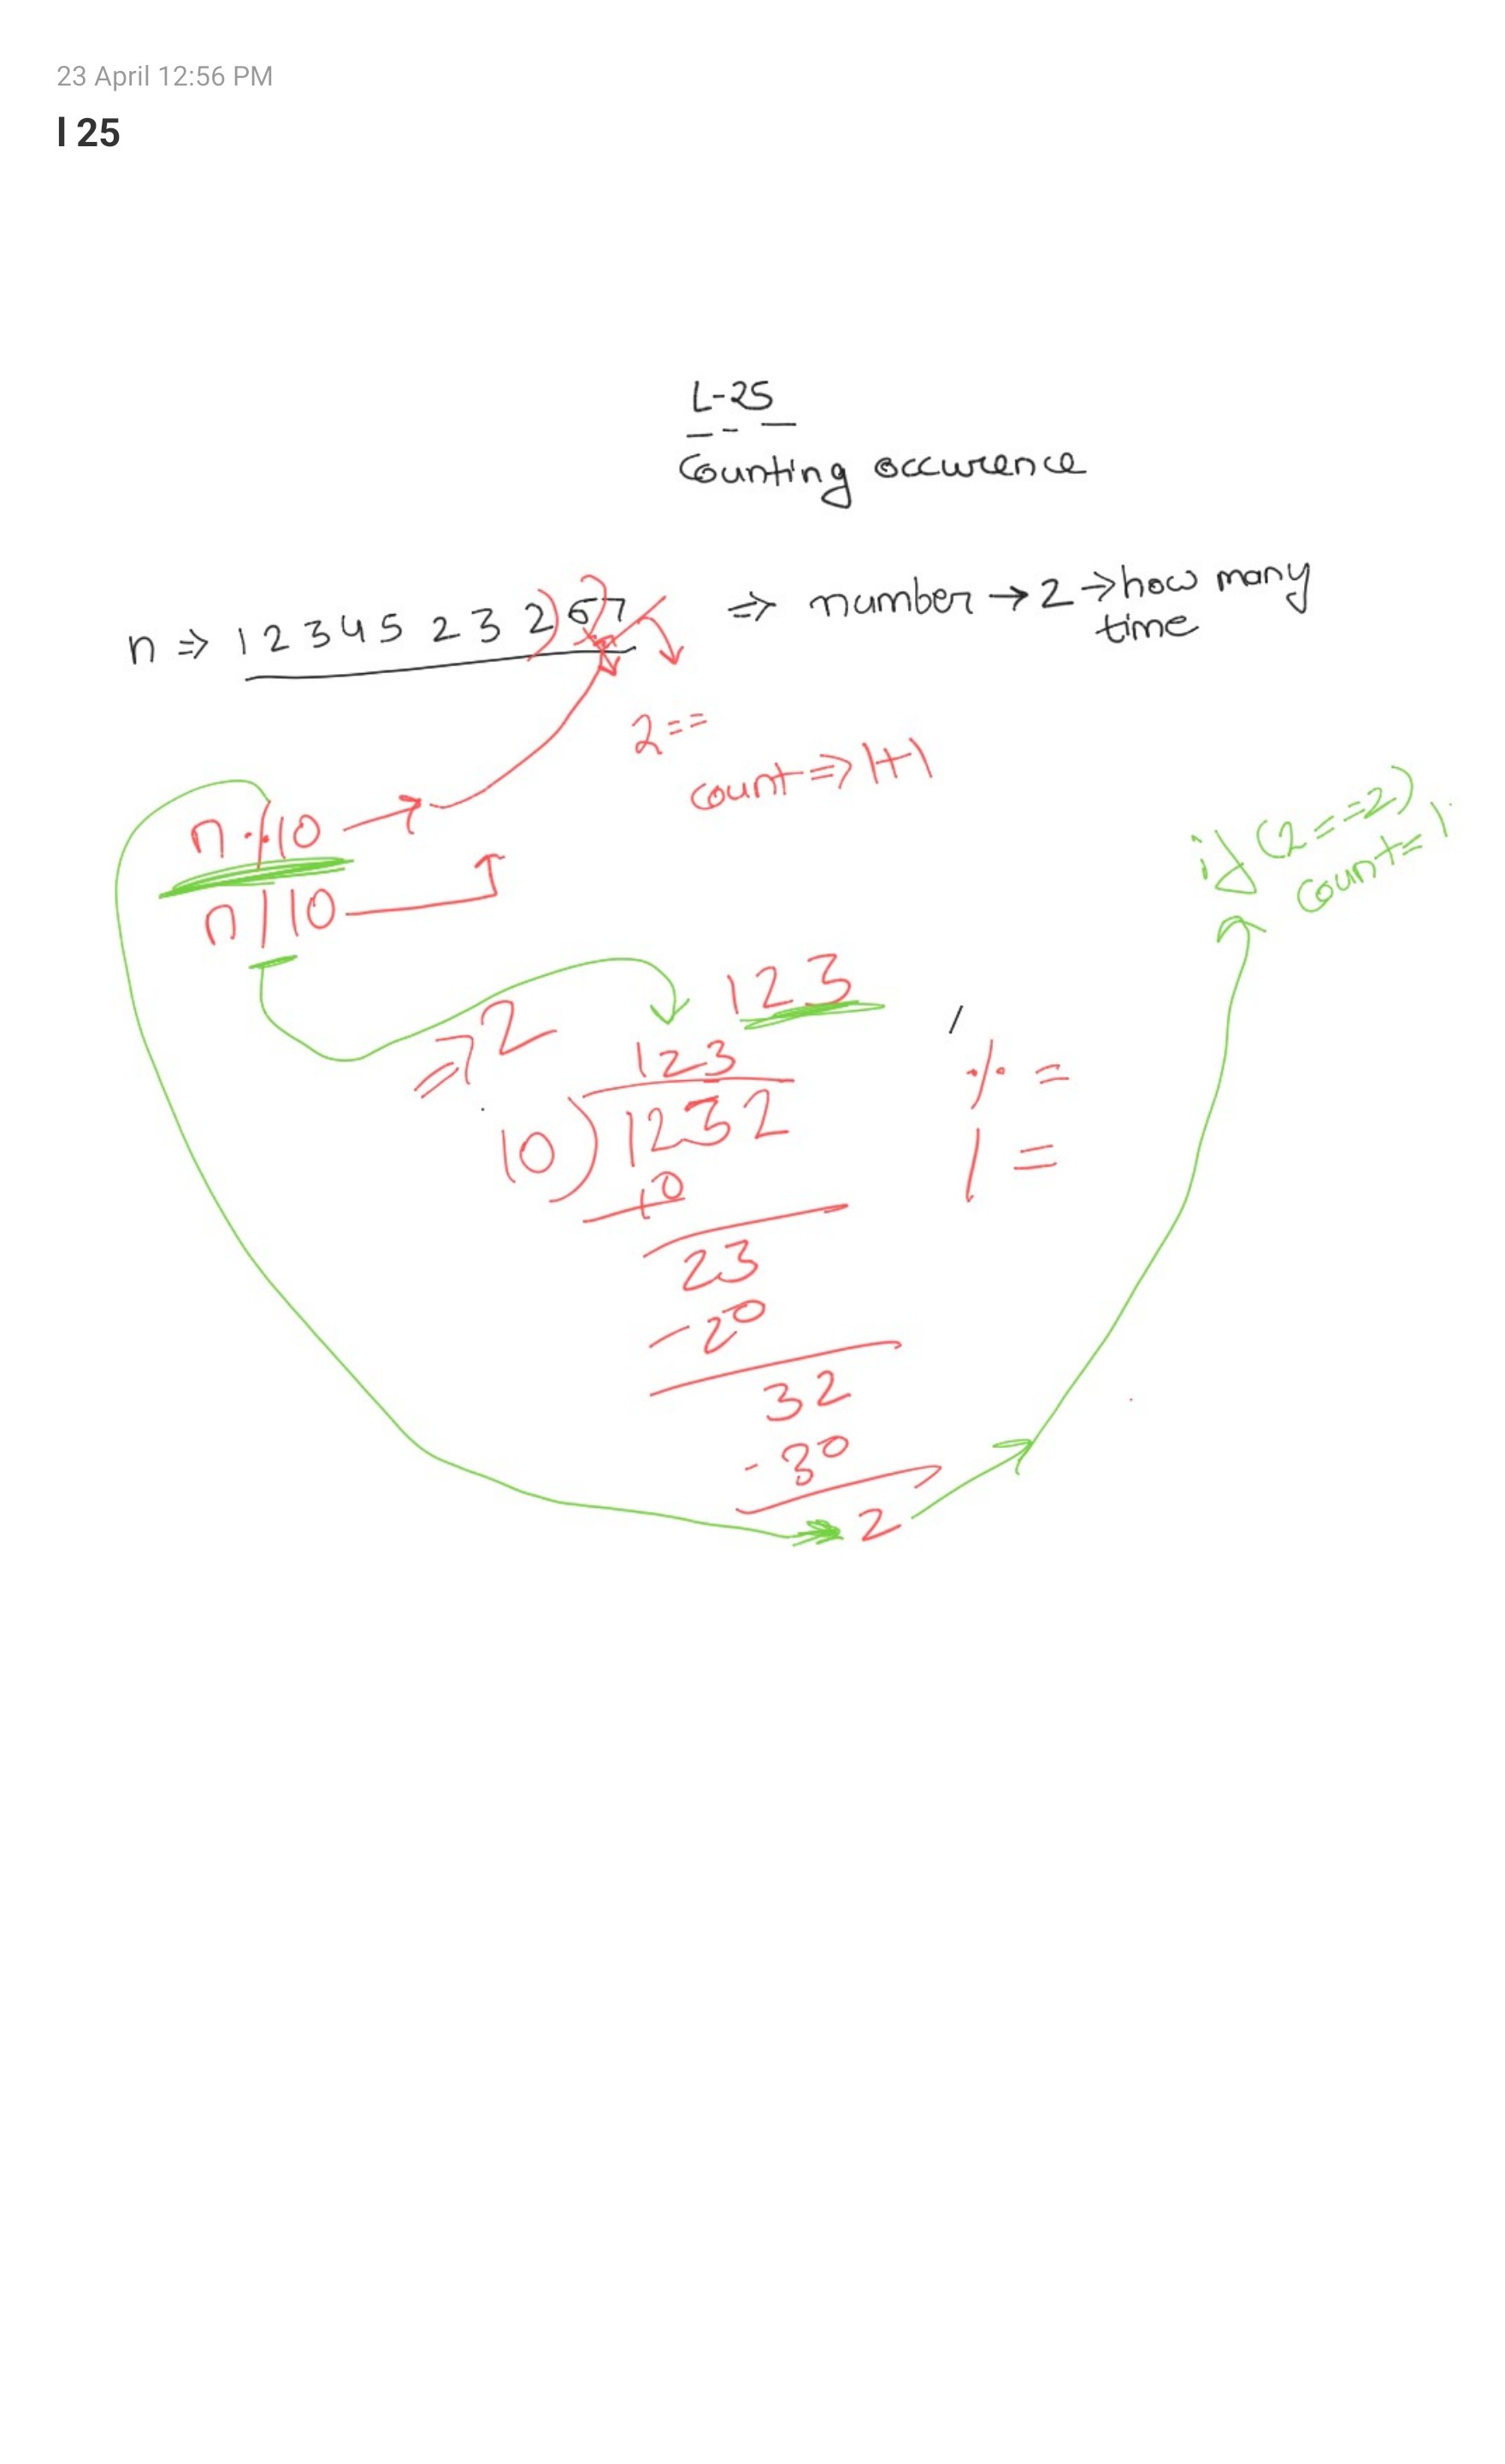 23 April 12:56 PM
l 25
L-25
Counting occurence
n ⇒ 1 2 3 4 5 2 3 2 5 7 ⇒ number → 2 → how many
time
2 ==
count ⇒ 1+1
n % 10 →
n / 10
if (2 == 2)
count = 1
⇒ 2
123
123
10 ) 1232
10
23
- 20
32
- 30
2
/
% =
/ =